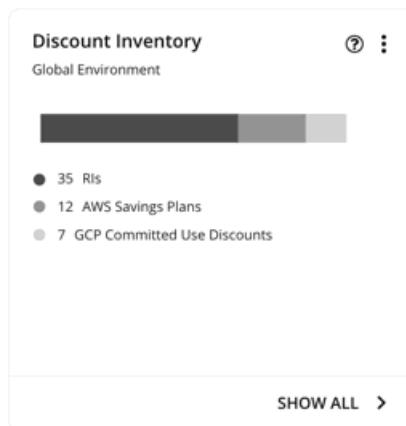 Discount Inventory
Global Environment
35 RIs
12 AWS Savings Plans
7 GCP Committed Use Discounts
SHOW ALL